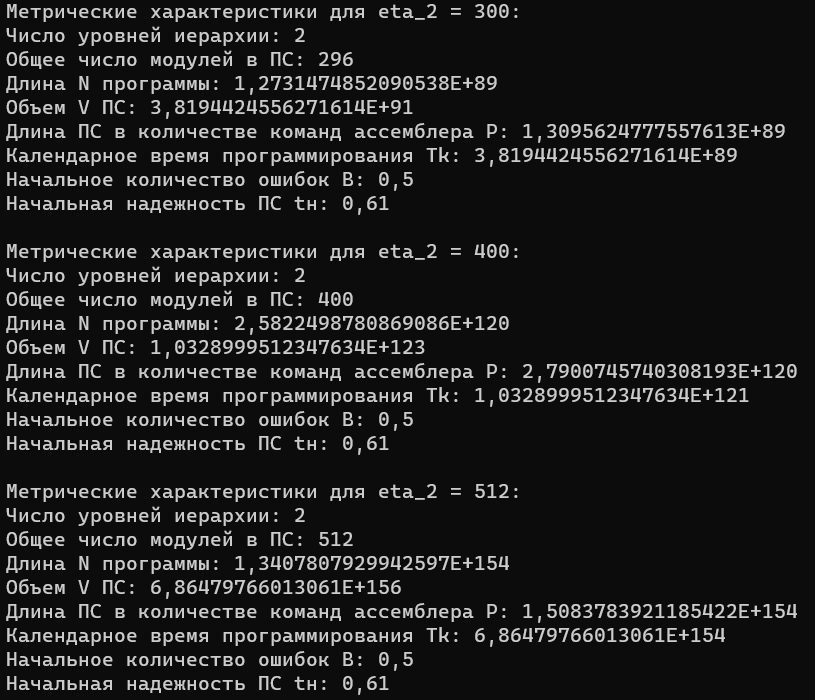 Метрические характеристики для eta_2 = 300:
Число уровней иерархии: 2
Общее число модулей в ПС: 296
Длина N программы: 1,2731474852090538E+89
Объем V ПС: 3,8194424556271614E+91
Длина ПС в количестве команд ассемблера P: 1,3095624777557613E+89
Календарное время программирования Tk: 3,8194424556271614E+89
Начальное количество ошибок B: 0,5
Начальная надежность ПС tн: 0,61
Метрические характеристики для eta_2 = 400:
Число уровней иерархии: 2
Общее число модулей в ПС: 400
Длина N программы: 2,5822498780869086E+120
Объем V ПС: 1,0328999512347634E+123
Длина ПС в количестве команд ассемблера P: 2,7900745740308193E+120
Календарное время программирования Tk: 1,0328999512347634E+121
Начальное количество ошибок B: 0,5
Начальная надежность ПС tн: 0,61
Метрические характеристики для eta_2 = 512:
Число уровней иерархии: 2
Общее число модулей в ПС: 512
Длина N программы: 1,3407807929942597E+154
Объем V ПС: 6,86479766013061E+156
Длина ПС в количестве команд ассемблера P: 1,5083783921185422E+154
Календарное время программирования Tk: 6,86479766013061E+154
Начальное количество ошибок B: 0,5
Начальная надежность ПС tн: 0,61